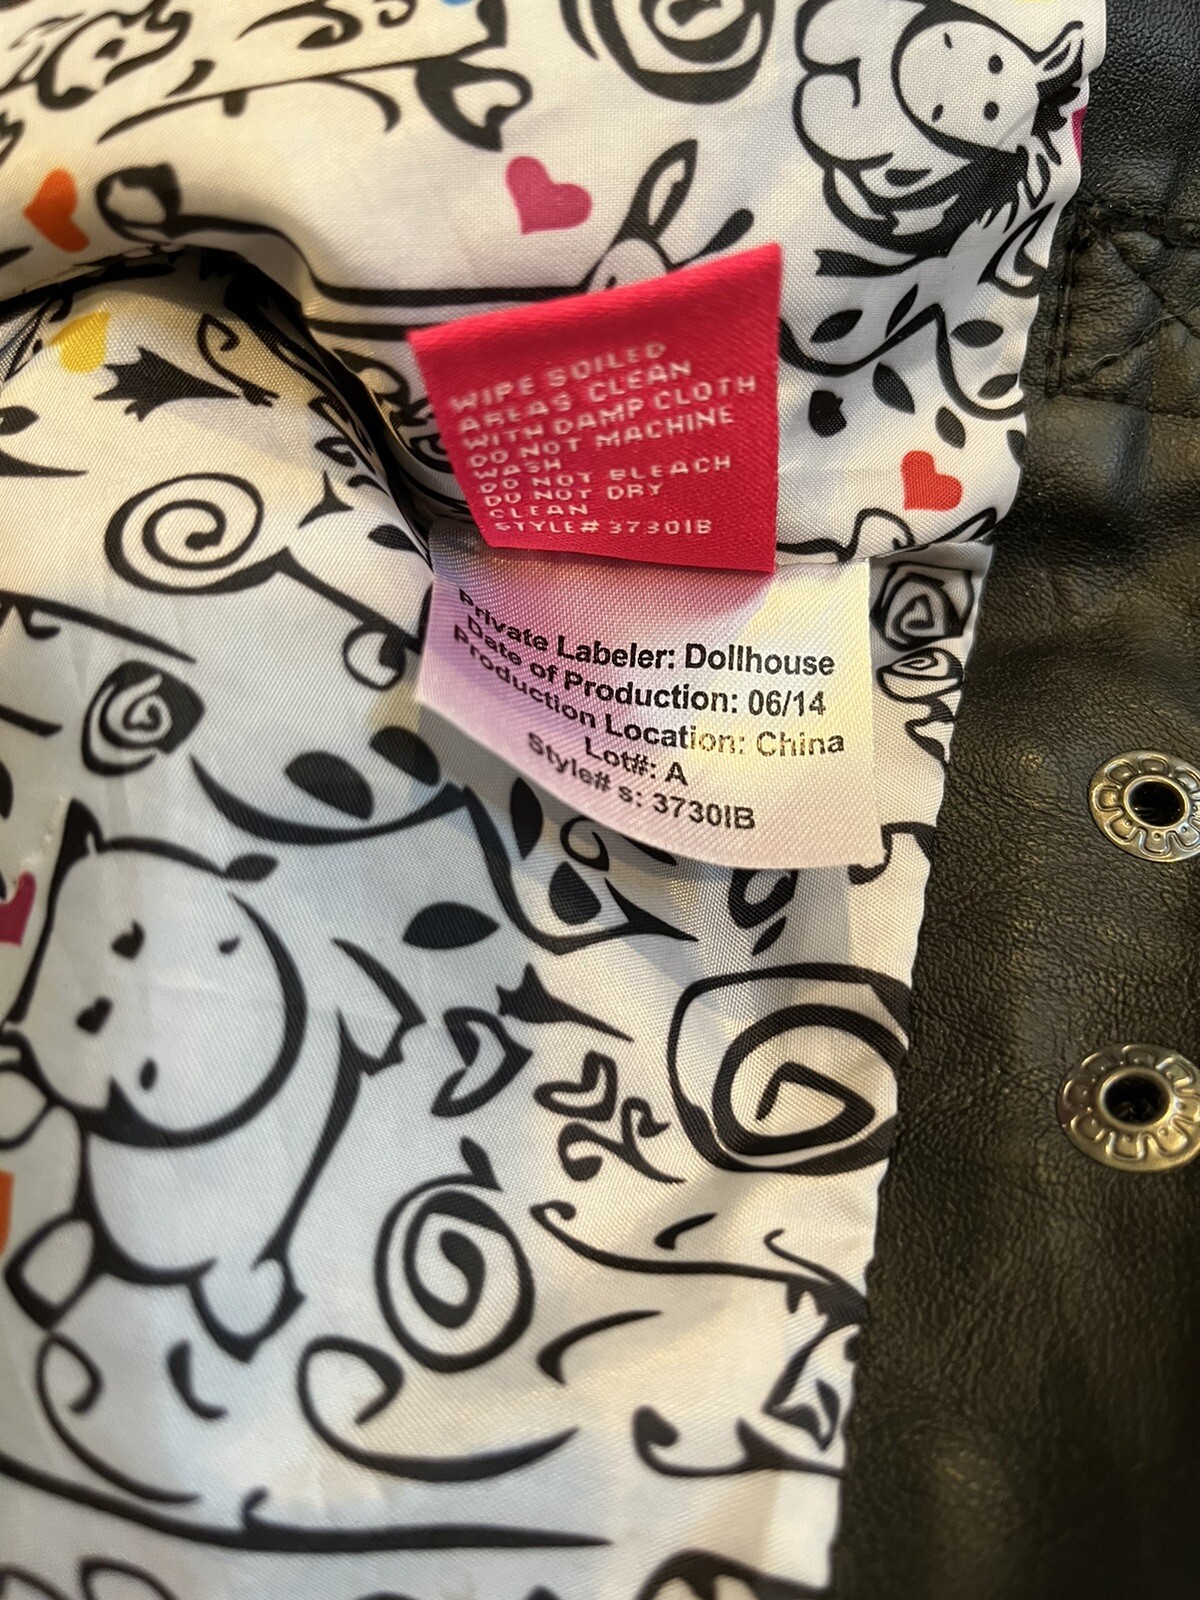 WIPE SOILED
AREAS CLEAN
WITH DAMP CLOTH
DO NOT MACHINE
WASH
DO NOT BLEACH
DO NOT DRY
CLEAN
STYLE# 3730IB
Private Labeler: Dollhouse
Date of Production: 06/14
Production Location: China
Lot#: A
Style# s: 3730IB